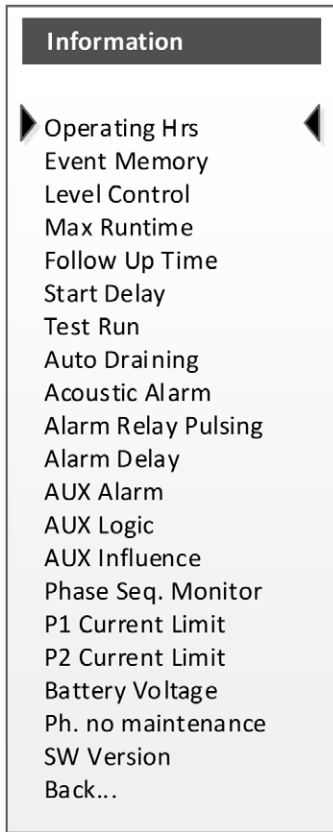 Information
Operating Hrs
Event Memory
Level Control
Max Runtime
Follow Up Time
Start Delay
Test Run
Auto Draining
Acoustic Alarm
Alarm Relay Pulsing
Alarm Delay
AUX Alarm
AUX Logic
AUX Influence
Phase Seq. Monitor
P1 Current Limit
P2 Current Limit
Battery Voltage
Ph. no maintenance
SW Version
Back...